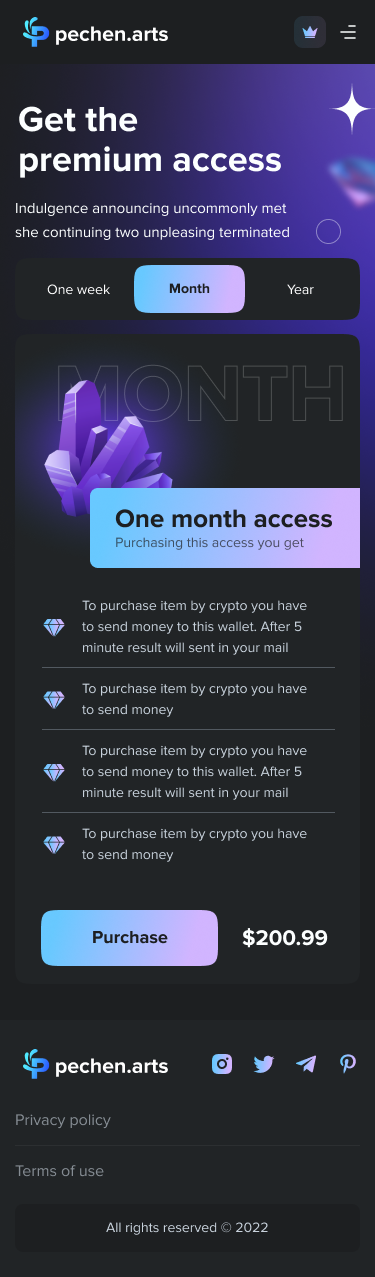 pechen.arts
Get the
premium access
Indulgence announcing uncommonly met
she continuing two unpleasing terminated
One week
Month
Year
MONTH
One month access
Purchasing this access you get
To purchase item by crypto you have
to send money to this wallet. After 5
minute result will sent in your mail
To purchase item by crypto you have
to send money
To purchase item by crypto you have
to send money to this wallet. After 5
minute result will sent in your mail
To purchase item by crypto you have
to send money
Purchase
$200.99
pechen.arts
Privacy policy
Terms of use
All rights reserved © 2022